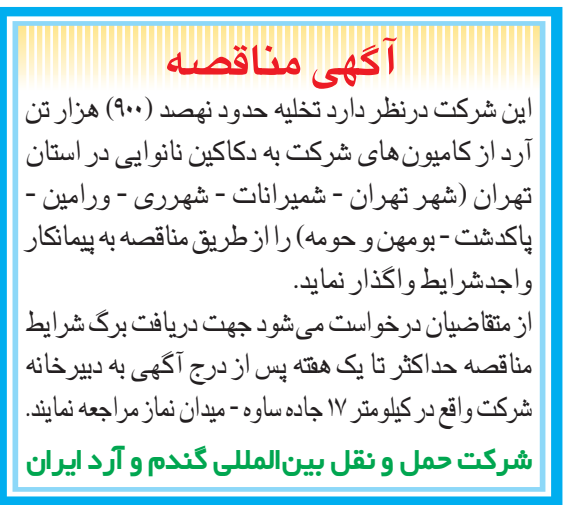 آگهی مناقصه
این شرکت درنظر دارد تخلیه حدود نهصد (۹۰۰) هزار تن
آرد از کامیون‌های شرکت به دکاکین نانوایی در استان
تهران (شهر تهران - شمیرانات - شهرری - ورامین -
پاکدشت - بومهن و حومه) را از طریق مناقصه به پیمانکار
واجدشرایط واگذار نماید.
از متقاضیان درخواست می‌شود جهت دریافت برگ شرایط
مناقصه حداکثر تا یک هفته پس از درج آگهی به دبیرخانه
شرکت واقع در کیلومتر ۱۷ جاده ساوه - میدان نماز مراجعه نمایند.
شرکت حمل و نقل بین‌المللی گندم و آرد ایران